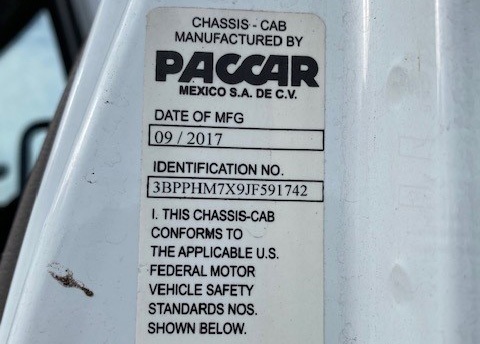 CHASSIS - CAB
MANUFACTURED BY
PACCAR
MEXICO S.A. DE C.V.
DATE OF MFG
09 / 2017
IDENTIFICATION NO.
3BPPHM7X9JF591742
I. THIS CHASSIS-CAB
CONFORMS TO
THE APPLICABLE U.S.
FEDERAL MOTOR
VEHICLE SAFETY
STANDARDS NOS.
SHOWN BELOW.